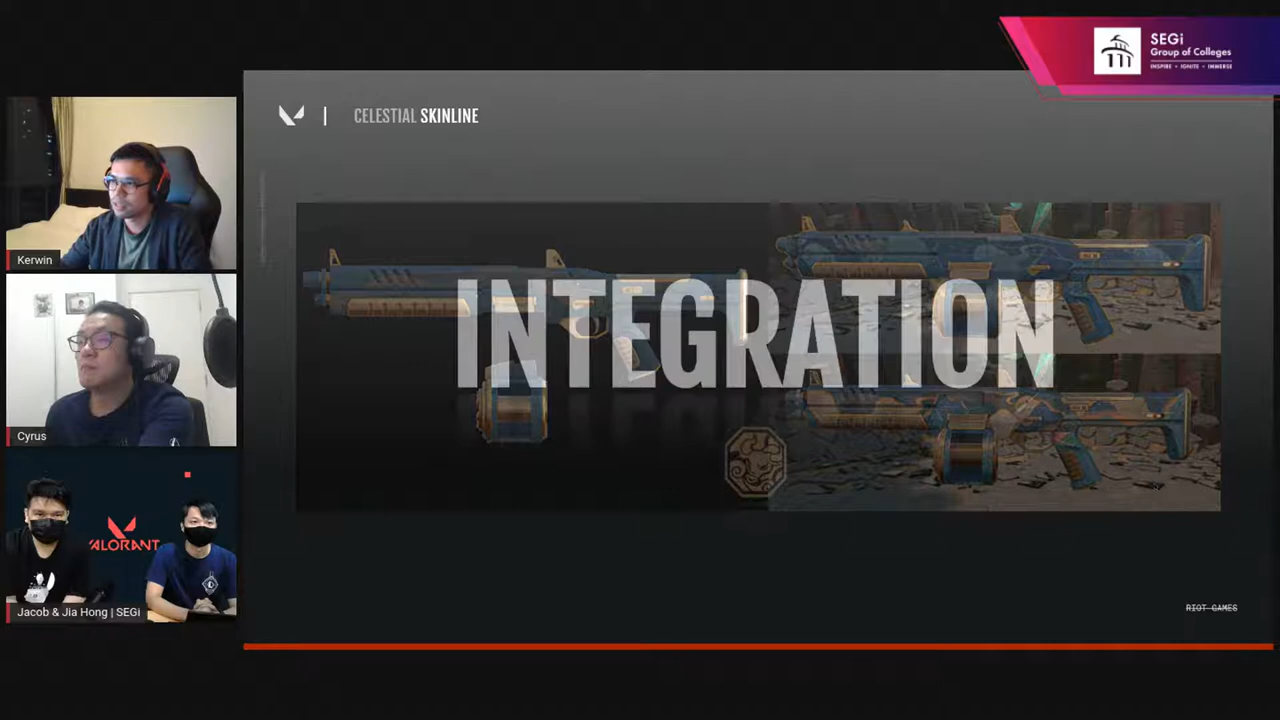 SEGi
Group of Colleges
INSPIRE • IGNITE • IMMERSE
CELESTIAL SKINLINE
INTEGRATION
Kerwin
Cyrus
VALORANT
Jacob & Jia Hong | SEGi
RIOT GAMES